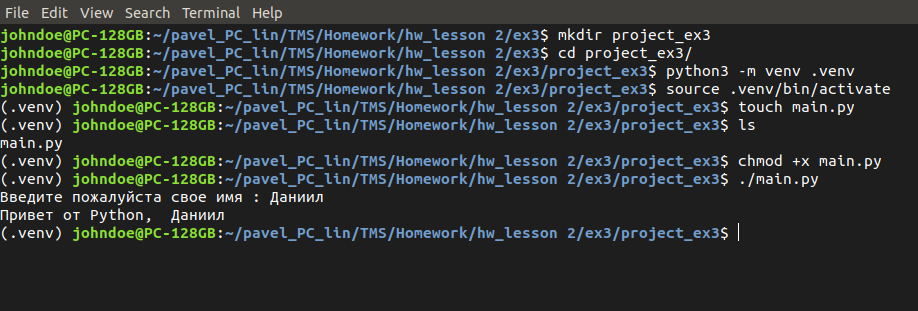 File Edit View Search Terminal Help
johndoe@PC-128GB:~/pavel_PC_lin/TMS/Homework/hw_lesson 2/ex3$ mkdir project_ex3
johndoe@PC-128GB:~/pavel_PC_lin/TMS/Homework/hw_lesson 2/ex3$ cd project_ex3/
johndoe@PC-128GB:~/pavel_PC_lin/TMS/Homework/hw_lesson 2/ex3/project_ex3$ python3 -m venv .venv
johndoe@PC-128GB:~/pavel_PC_lin/TMS/Homework/hw_lesson 2/ex3/project_ex3$ source .venv/bin/activate
(.venv) johndoe@PC-128GB:~/pavel_PC_lin/TMS/Homework/hw_lesson 2/ex3/project_ex3$ touch main.py
(.venv) johndoe@PC-128GB:~/pavel_PC_lin/TMS/Homework/hw_lesson 2/ex3/project_ex3$ ls
main.py
(.venv) johndoe@PC-128GB:~/pavel_PC_lin/TMS/Homework/hw_lesson 2/ex3/project_ex3$ chmod +x main.py
(.venv) johndoe@PC-128GB:~/pavel_PC_lin/TMS/Homework/hw_lesson 2/ex3/project_ex3$ ./main.py
Введите пожалуйста свое имя : Даниил
Привет от Python,  Даниил
(.venv) johndoe@PC-128GB:~/pavel_PC_lin/TMS/Homework/hw_lesson 2/ex3/project_ex3$